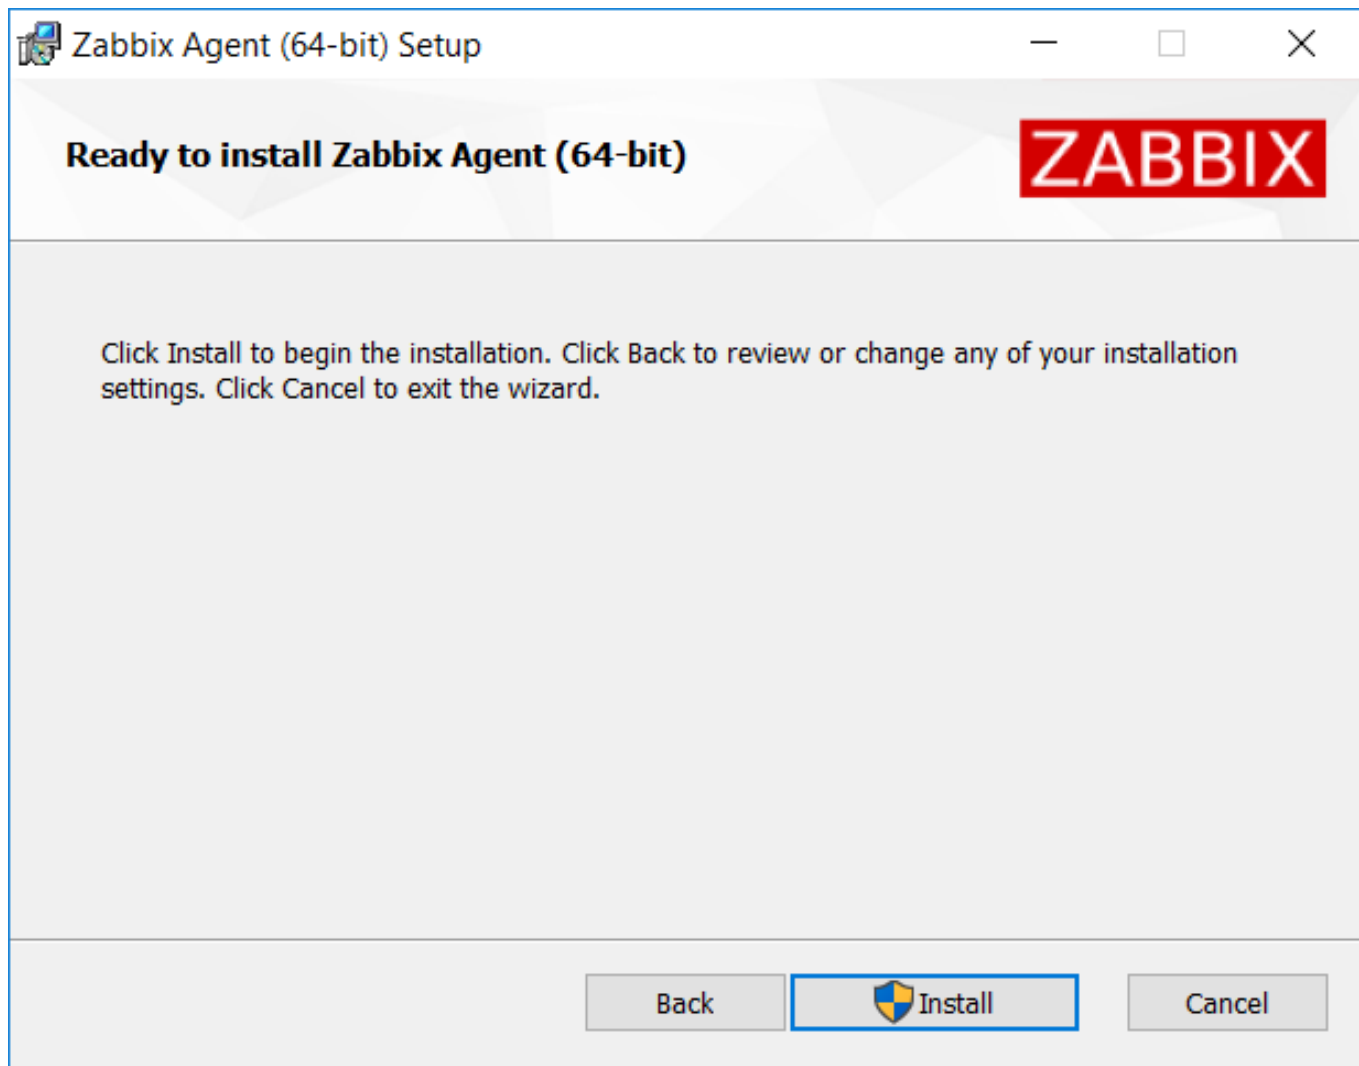 Zabbix Agent (64-bit) Setup
Ready to install Zabbix Agent (64-bit)
ZABBIX
Click Install to begin the installation. Click Back to review or change any of your installation
settings. Click Cancel to exit the wizard.
Back
Install
Cancel